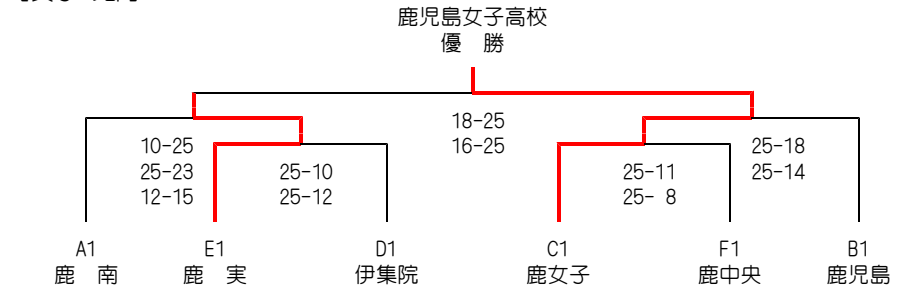 鹿児島女子高校
優　勝
18-25
16-25
10-25
25-23
12-15
25-10
25-12
25-11
25- 8
25-18
25-14
A1
鹿　南
E1
鹿　実
D1
伊集院
C1
鹿女子
F1
鹿中央
B1
鹿児島